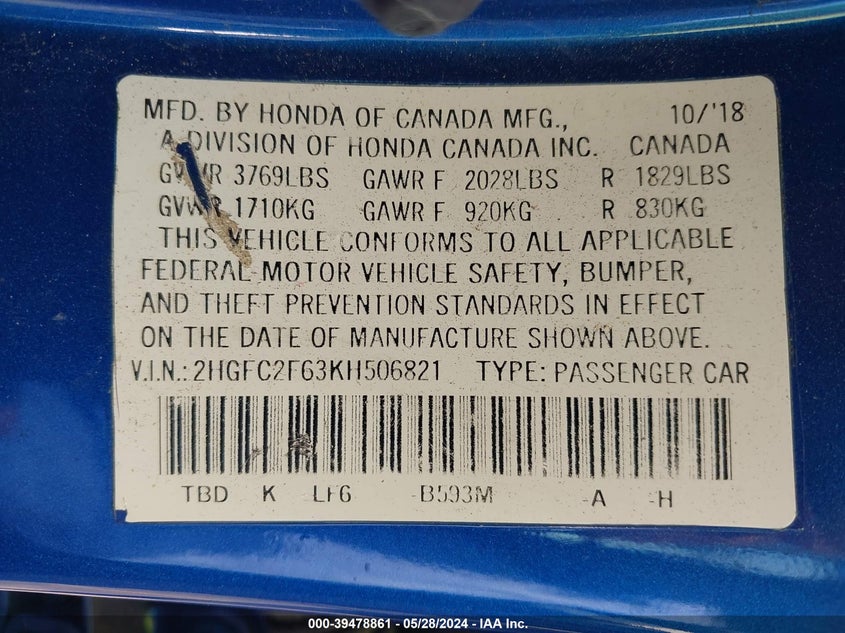 MFD. BY HONDA OF CANADA MFG., 10/'18
A DIVISION OF HONDA CANADA INC. CANADA
GVWR 3769LBS GAWR F 2028LBS R 1829LBS
GVWR 1710KG GAWR F 920KG R 830KG
THIS VEHICLE CONFORMS TO ALL APPLICABLE
FEDERAL MOTOR VEHICLE SAFETY, BUMPER,
AND THEFT PREVENTION STANDARDS IN EFFECT
ON THE DATE OF MANUFACTURE SHOWN ABOVE.
V.I.N.: 2HGFC2F63KH506821 TYPE: PASSENGER CAR
TBD K LF6 -B593M -A -H
000-39478861 - 05/28/2024 - IAA Inc.